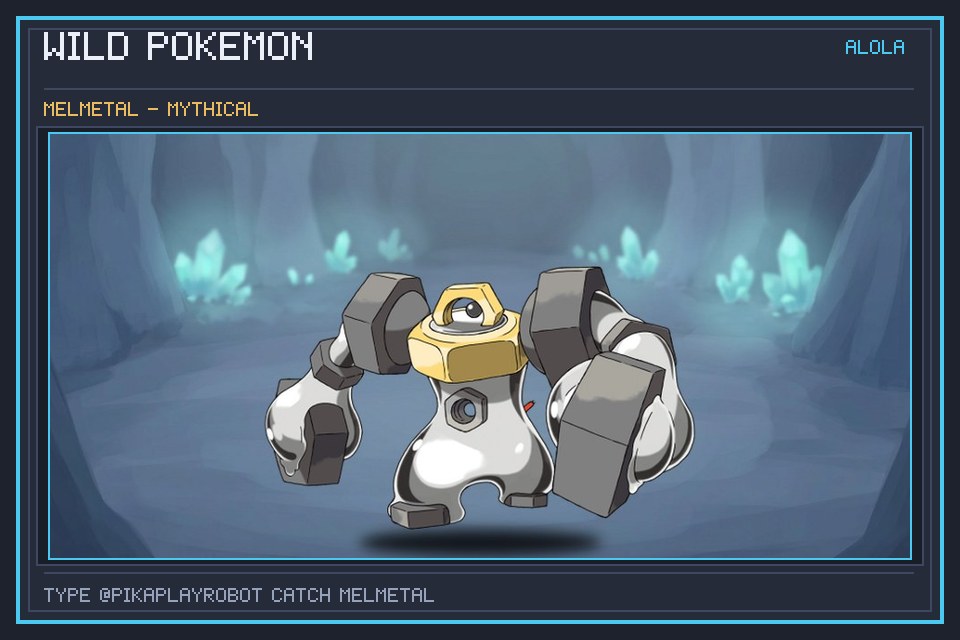 WILD POKEMON
ALOLA
MELMETAL - MYTHICAL
TYPE @PIKAPLAYROBOT CATCH MELMETAL